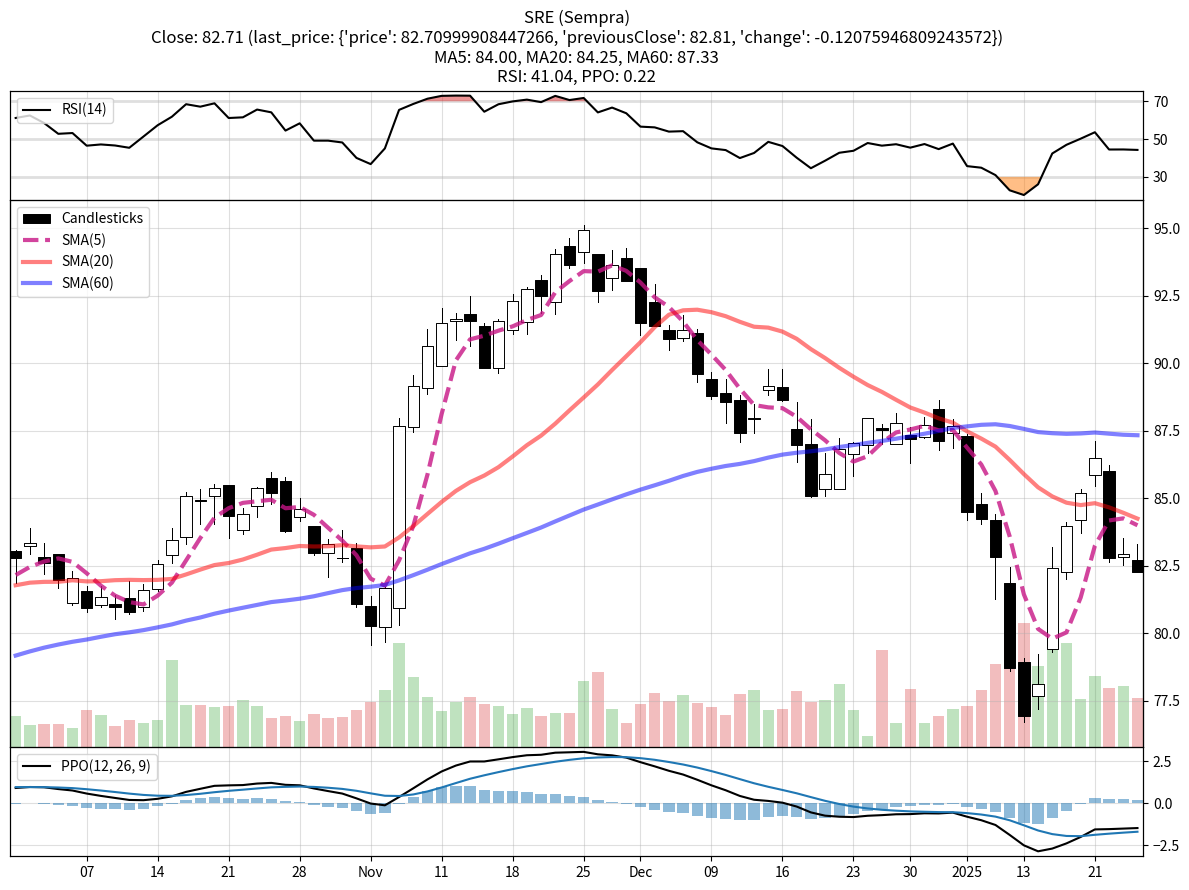 SRE (Sempra)
Close: 82.71 (last_price: {'price': 82.70999908447266, 'previousClose': 82.81, 'change': -0.12075946809243572})
MA5: 84.00, MA20: 84.25, MA60: 87.33
RSI: 41.04, PPO: 0.22
RSI(14)
70
50
30
Candlesticks
SMA(5)
SMA(20)
SMA(60)
95.0
92.5
90.0
87.5
85.0
82.5
80.0
77.5
PPO(12, 26, 9)
2.5
0.0
−2.5
07 14 21 28 Nov 11 18 25 Dec 09 16 23 30 2025 13 21